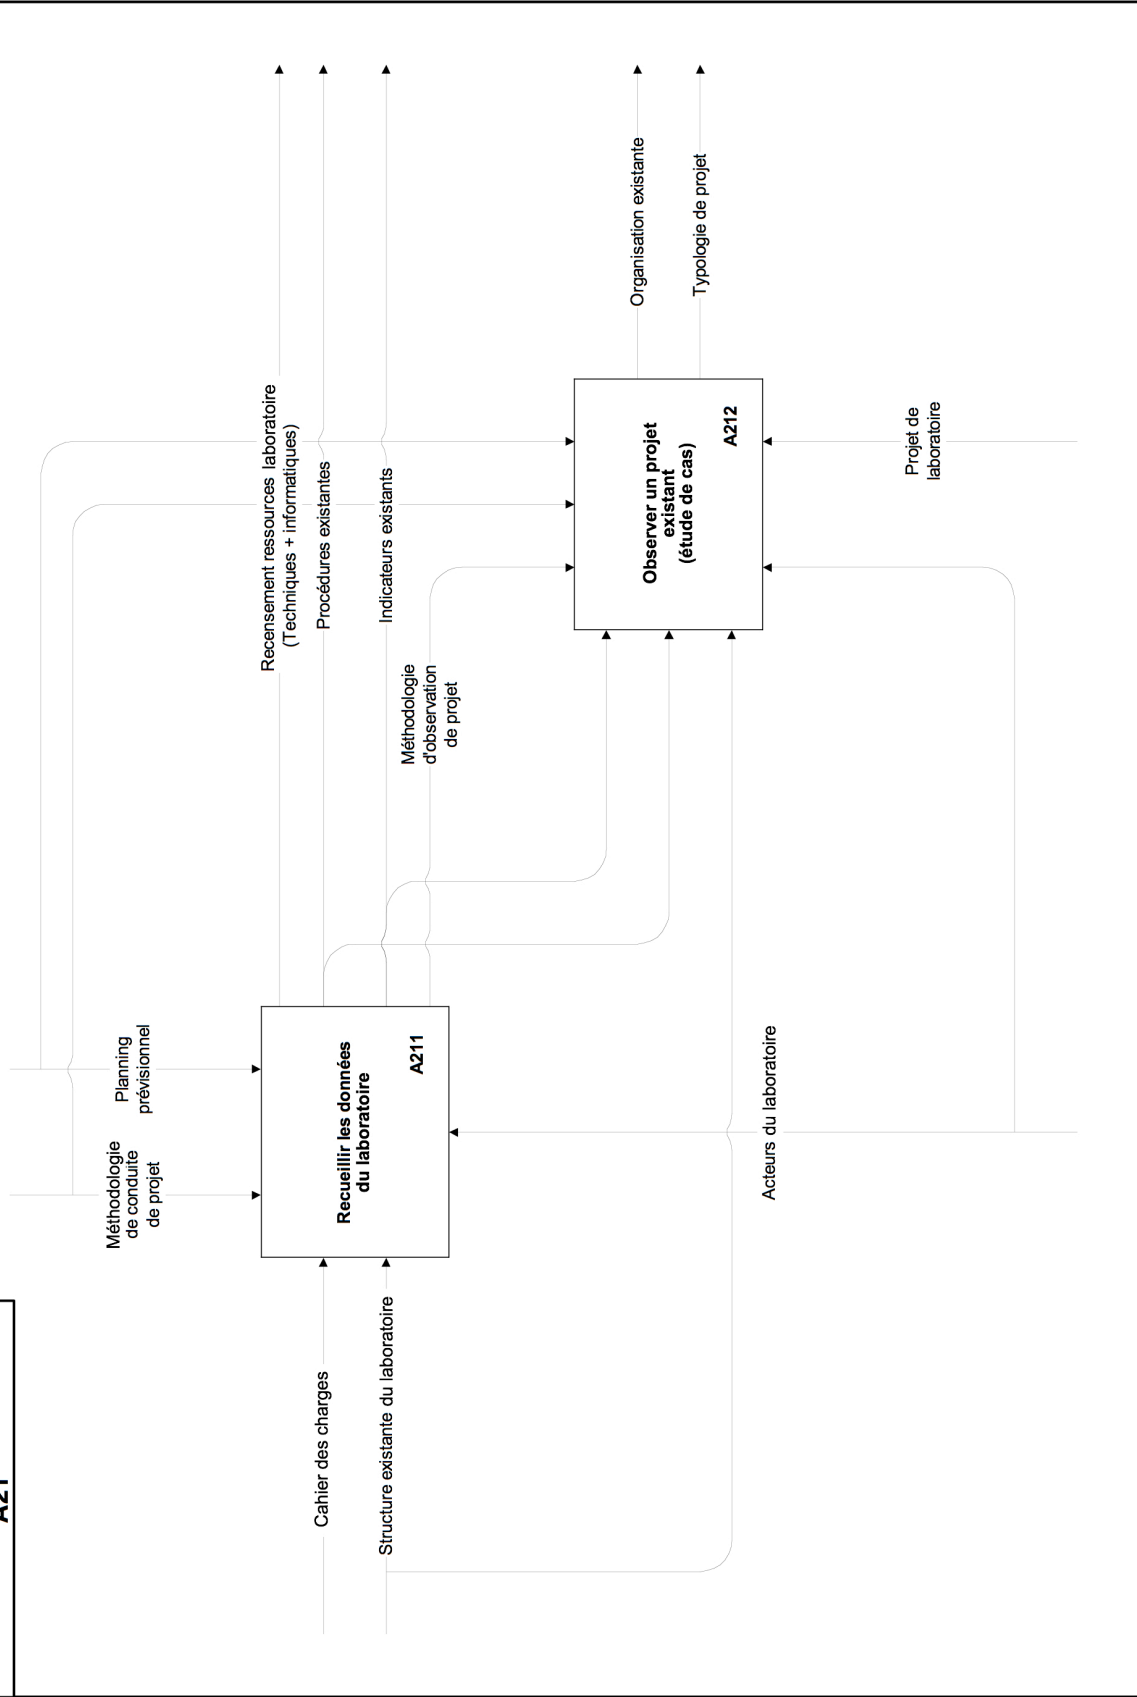 A21
Cahier des charges
Structure existante du laboratoire
Méthodologie
de conduite
de projet
Planning
prévisionnel
Recueillir les données
du laboratoire
A211
Acteurs du laboratoire
Méthodologie
d'observation
de projet
Recensement ressources laboratoire
(Techniques + informatiques)
Procédures existantes
Indicateurs existants
Observer un projet
existant
(étude de cas)
A212
Projet de
laboratoire
Organisation existante
Typologie de projet